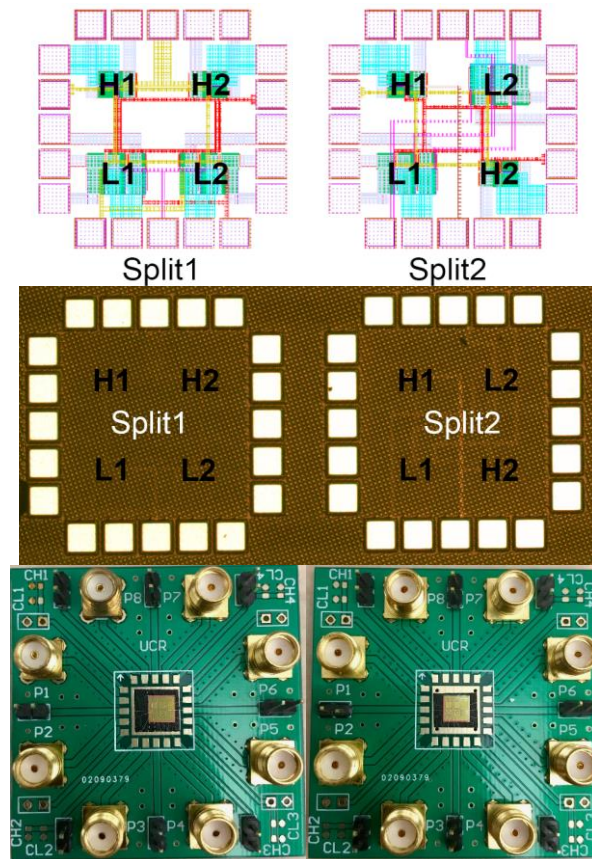 H1 H2 H1 L2
L1 L2 L1 H2
Split1 Split2
H1 H2 H1 L2
Split1 Split2
L1 L2 L1 H2
CH1 CL4 CH1 CL4
CL1 P8 P7 CH4 CL1 P8 P7 CH4
UCR UCR
P1 P6 P1 P6
P2 P5 P2 P5
02090379 02090379
CH2 P3 P4 CL3 CH2 P3 P4 CL3
CL2 CH3 CL2 CH3